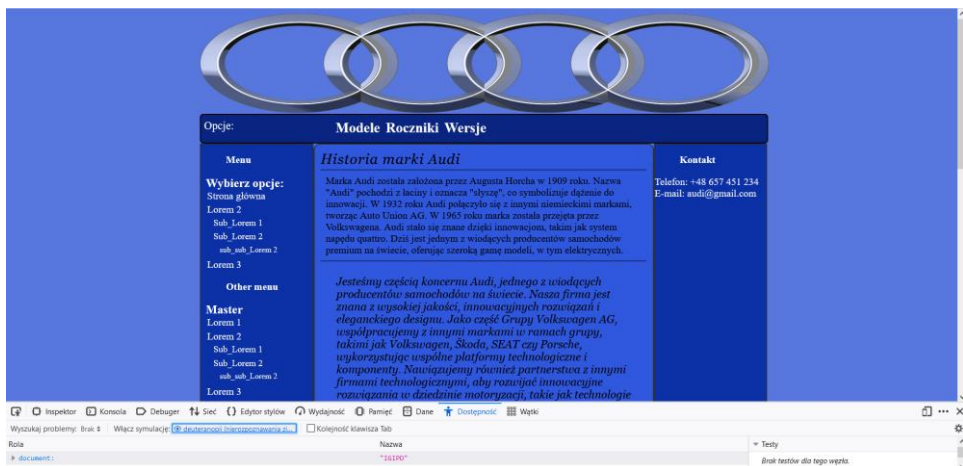 Opcje:
Modele Roczniki Wersje
Menu
Wybierz opcje:
Strona główna
Lorem 2
Sub_Lorem 1
Sub_Lorem 2
sub_sub_Lorem 2
Lorem 3
Other menu
Master
Lorem 1
Lorem 2
Sub_Lorem 1
Sub_Lorem 2
sub_sub_Lorem 2
Lorem 3
Historia marki Audi
Marka Audi została założona przez Augusta Horcha w 1909 roku. Nazwa
"Audi" pochodzi z łaciny i oznacza "słyszę", co symbolizuje dążenie do
innowacji. W 1932 roku Audi połączyło się z innymi niemieckimi markami,
tworząc Auto Union AG. W 1965 roku marka została przejęta przez
Volkswagena. Audi stało się znane dzięki innowacjom, takim jak system
napędu quattro. Dziś jest jednym z wiodących producentów samochodów
premium na świecie, oferując szeroką gamę modeli, w tym elektrycznych.
Jesteśmy częścią koncernu Audi, jednego z wiodących
producentów samochodów na świecie. Nasza firma jest
znana z wysokiej jakości, innowacyjnych rozwiązań i
eleganckiego designu. Jako część Grupy Volkswagen AG,
współpracujemy z innymi markami w ramach grupy,
takimi jak Volkswagen, Škoda, SEAT czy Porsche,
wykorzystując wspólne platformy technologiczne i
komponenty. Nawiązujemy również partnerstwa z innymi
firmami technologicznymi, aby rozwijać innowacyjne
rozwiązania w dziedzinie motoryzacji, takie jak technologie
Kontakt
Telefon: +48 657 451 234
E-mail: audi@gmail.com
Inspektor Konsola Debuger Sieć Edytor stylów Wydajność Pamięć Dane Dostępność Wątki
Wyszukaj problemy: Brak Włącz symulację: deuteranopii (nierozpoznawania zi... Kolejność klawisza Tab
Rola Nazwa Testy
document: "IGIPO" Brak testów dla tego węzła.